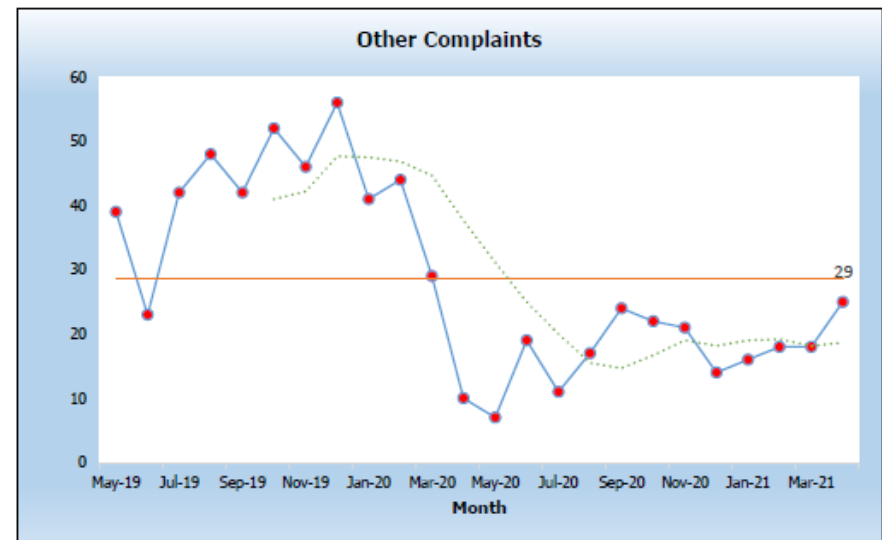 Other Complaints
60
50
40
30
29
20
10
0
May-19 Jul-19 Sep-19 Nov-19 Jan-20 Mar-20 May-20 Jul-20 Sep-20 Nov-20 Jan-21 Mar-21
Month